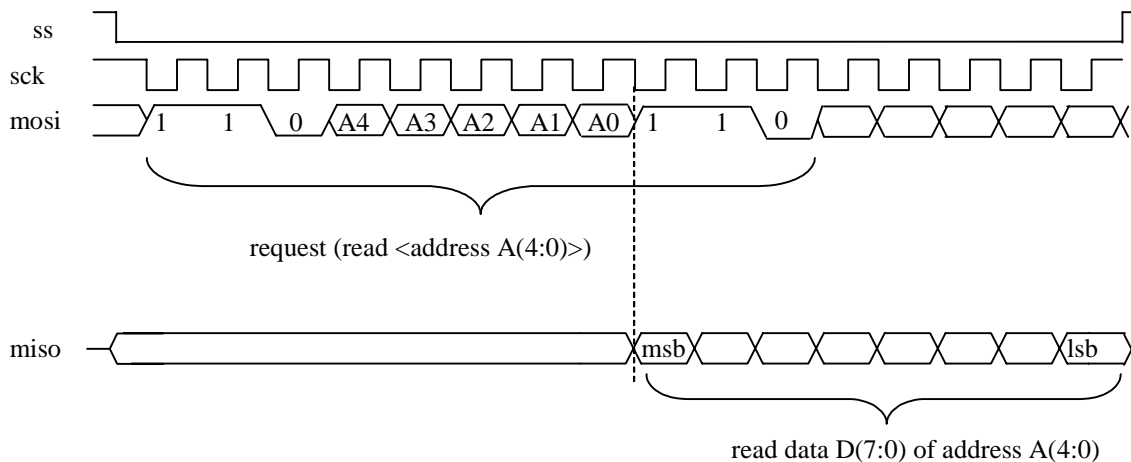 ss
sck
mosi 1 1 0 A4 A3 A2 A1 A0 1 1 0
request (read <address A(4:0)>)
miso msb lsb
read data D(7:0) of address A(4:0)